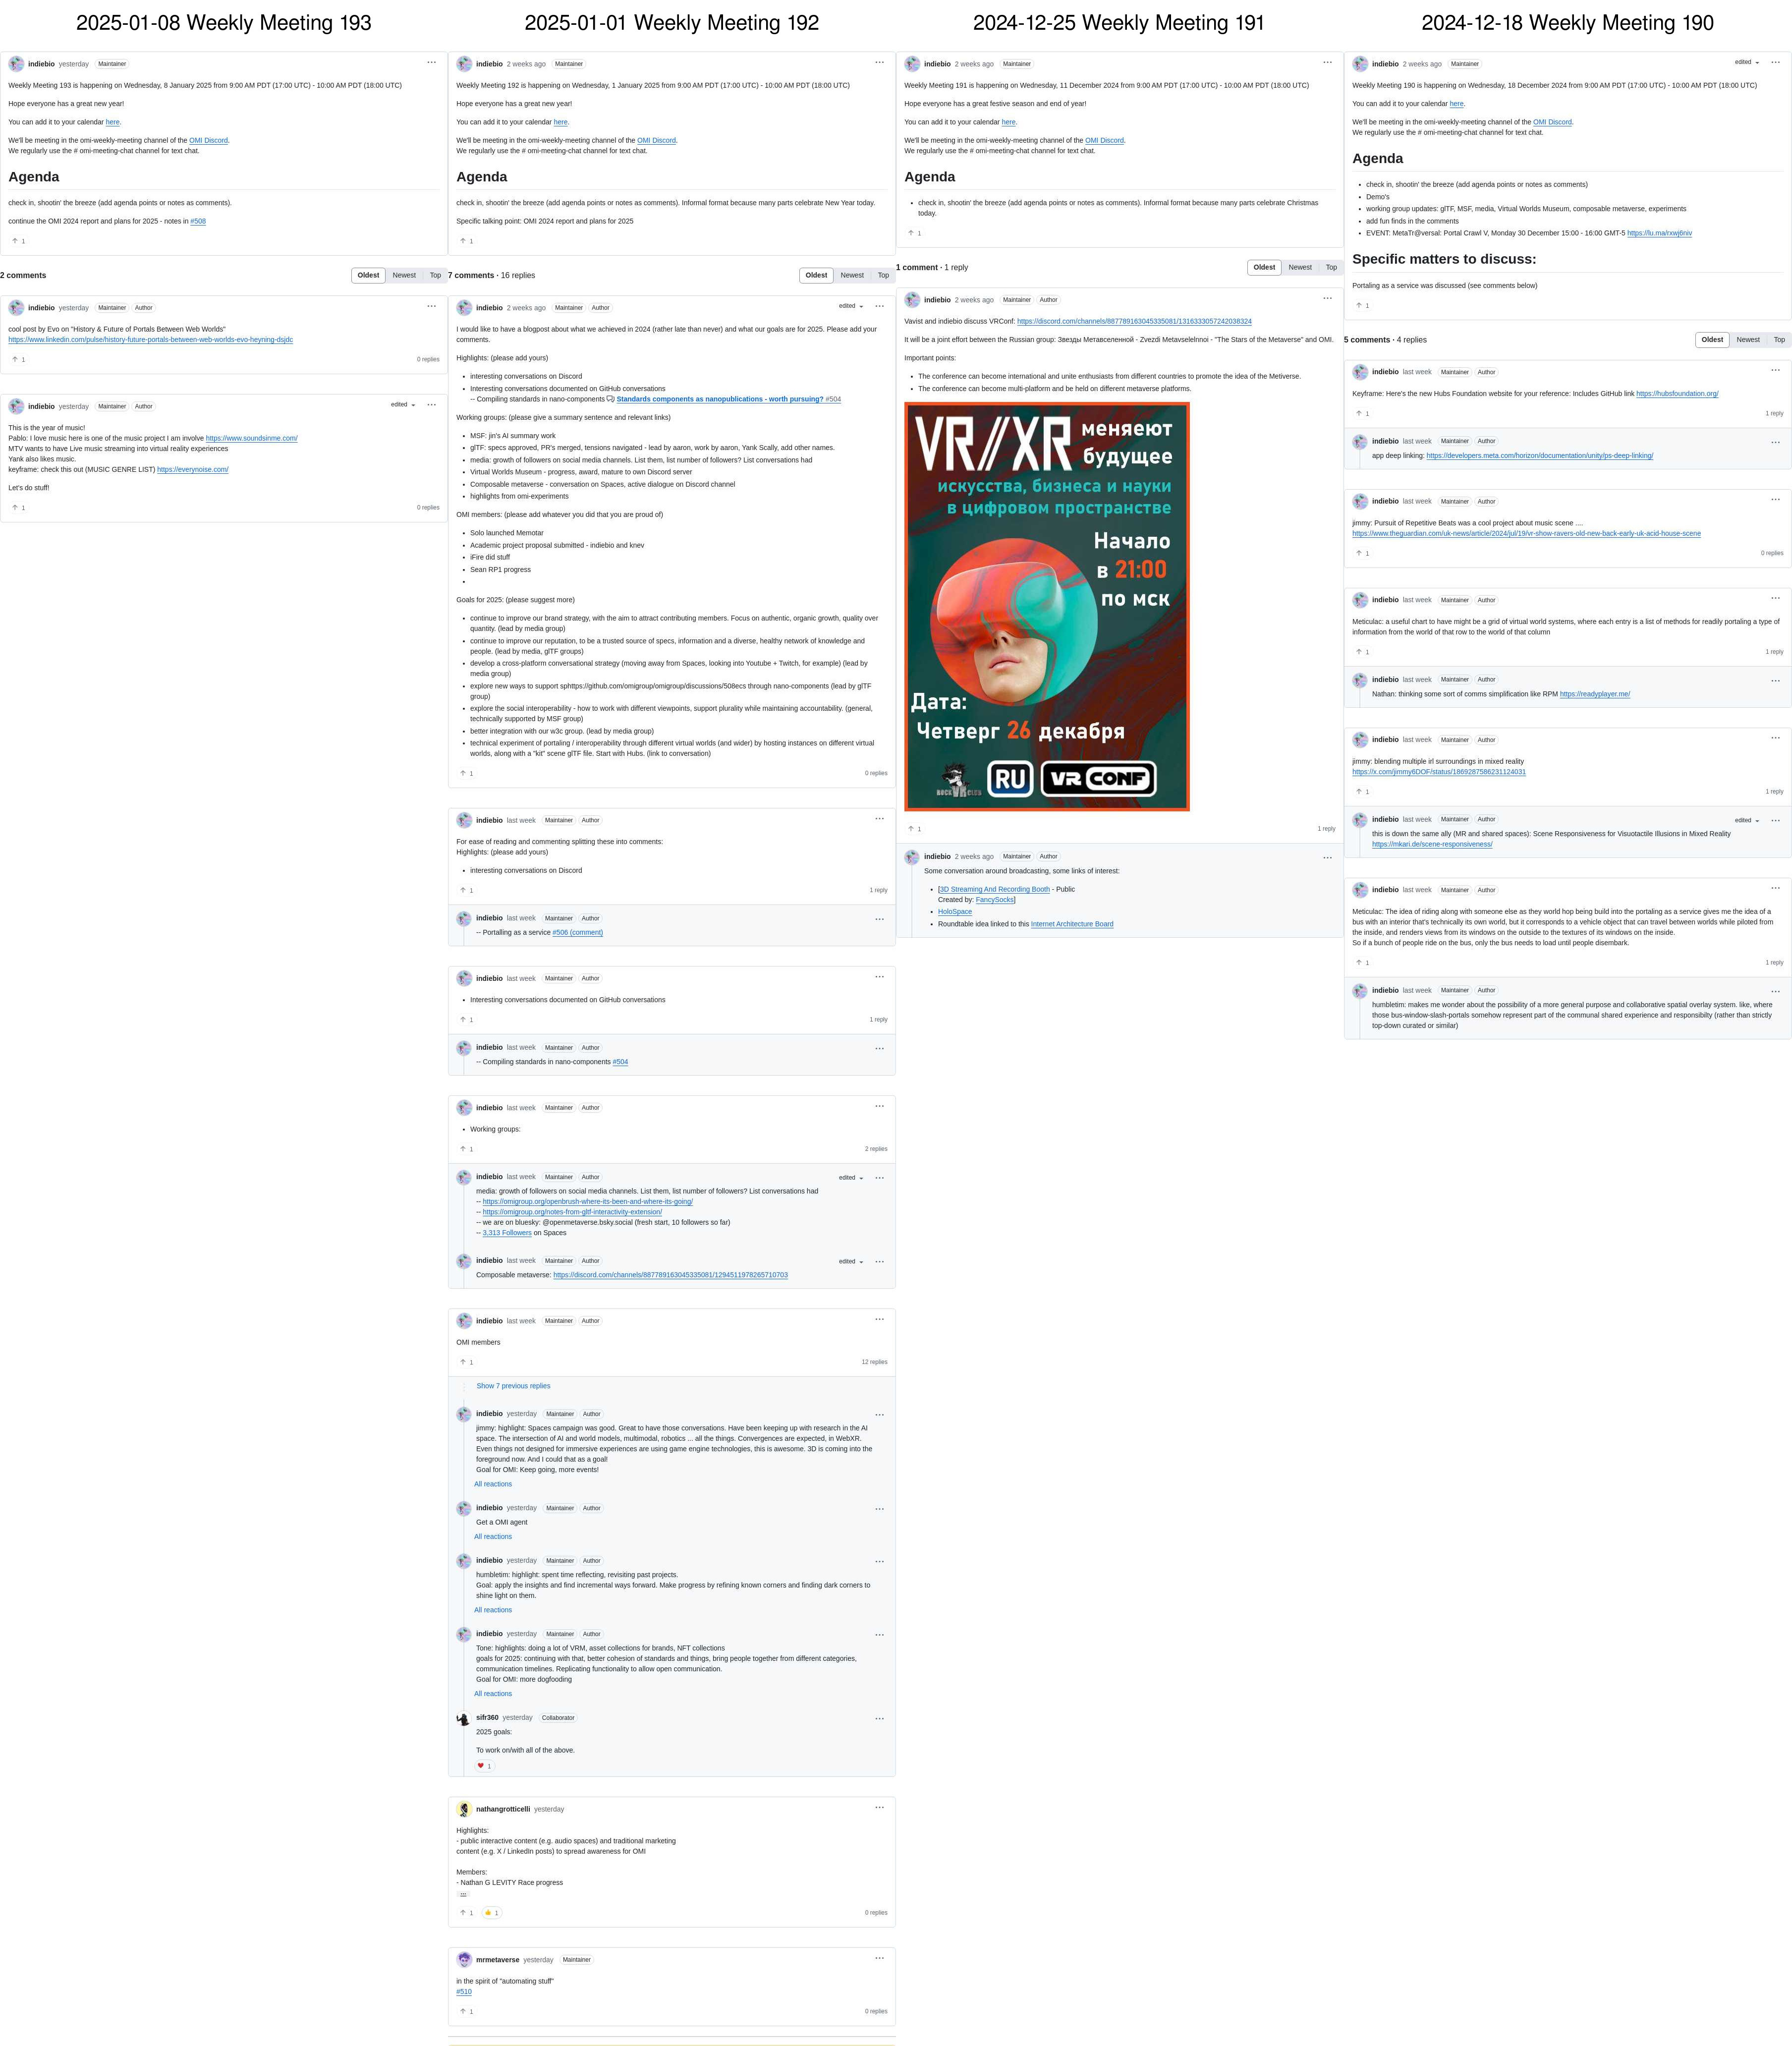 2025-01-08 Weekly Meeting 193
indiebio yesterday Maintainer
Weekly Meeting 193 is happening on Wednesday, 8 January 2025 from 9:00 AM PDT (17:00 UTC) - 10:00 AM PDT (18:00 UTC)
Hope everyone has a great new year!
You can add it to your calendar here.
We'll be meeting in the omi-weekly-meeting channel of the OMI Discord.
We regularly use the # omi-meeting-chat channel for text chat.
Agenda
check in, shootin' the breeze (add agenda points or notes as comments).
continue the OMI 2024 report and plans for 2025 - notes in #508
1
2 comments
Oldest Newest Top
indiebio yesterday Maintainer Author
cool post by Evo on "History & Future of Portals Between Web Worlds"
https://www.linkedin.com/pulse/history-future-portals-between-web-worlds-evo-heyning-dsjdc
1 0 replies
indiebio yesterday Maintainer Author edited
This is the year of music!
Pablo: I love music here is one of the music project I am involve https://www.soundsinme.com/
MTV wants to have Live music streaming into virtual reality experiences
Yank also likes music.
keyframe: check this out (MUSIC GENRE LIST) https://everynoise.com/
Let's do stuff!
1 0 replies
2025-01-01 Weekly Meeting 192
indiebio 2 weeks ago Maintainer
Weekly Meeting 192 is happening on Wednesday, 1 January 2025 from 9:00 AM PDT (17:00 UTC) - 10:00 AM PDT (18:00 UTC)
Hope everyone has a great new year!
You can add it to your calendar here.
We'll be meeting in the omi-weekly-meeting channel of the OMI Discord.
We regularly use the # omi-meeting-chat channel for text chat.
Agenda
check in, shootin' the breeze (add agenda points or notes as comments). Informal format because many parts celebrate New Year today.
Specific talking point: OMI 2024 report and plans for 2025
1
7 comments · 16 replies
Oldest Newest Top
indiebio 2 weeks ago Maintainer Author edited
I would like to have a blogpost about what we achieved in 2024 (rather late than never) and what our goals are for 2025. Please add your
comments.
Highlights: (please add yours)
• interesting conversations on Discord
• Interesting conversations documented on GitHub conversations
-- Compiling standards in nano-components Standards components as nanopublications - worth pursuing? #504
Working groups: (please give a summary sentence and relevant links)
• MSF: jin's AI summary work
• glTF: specs approved, PR's merged, tensions navigated - lead by aaron, work by aaron, Yank Scally, add other names.
• media: growth of followers on social media channels. List them, list number of followers? List conversations had
• Virtual Worlds Museum - progress, award, mature to own Discord server
• Composable metaverse - conversation on Spaces, active dialogue on Discord channel
• highlights from omi-experiments
OMI members: (please add whatever you did that you are proud of)
• Solo launched Memotar
• Academic project proposal submitted - indiebio and knev
• iFire did stuff
• Sean RP1 progress
•
Goals for 2025: (please suggest more)
• continue to improve our brand strategy, with the aim to attract contributing members. Focus on authentic, organic growth, quality over
quantity. (lead by media group)
• continue to improve our reputation, to be a trusted source of specs, information and a diverse, healthy network of knowledge and
people. (lead by media, glTF groups)
• develop a cross-platform conversational strategy (moving away from Spaces, looking into Youtube + Twitch, for example) (lead by
media group)
• explore new ways to support sphttps://github.com/omigroup/omigroup/discussions/508ecs through nano-components (lead by glTF
group)
• explore the social interoperability - how to work with different viewpoints, support plurality while maintaining accountability. (general,
technically supported by MSF group)
• better integration with our w3c group. (lead by media group)
• technical experiment of portaling / interoperability through different virtual worlds (and wider) by hosting instances on different virtual
worlds, along with a "kit" scene glTF file. Start with Hubs. (link to conversation)
1 0 replies
indiebio last week Maintainer Author
For ease of reading and commenting splitting these into comments:
Highlights: (please add yours)
• interesting conversations on Discord
1 1 reply
indiebio last week Maintainer Author
-- Portalling as a service #506 (comment)
indiebio last week Maintainer Author
• Interesting conversations documented on GitHub conversations
1 1 reply
indiebio last week Maintainer Author
-- Compiling standards in nano-components #504
indiebio last week Maintainer Author
• Working groups:
1 2 replies
indiebio last week Maintainer Author edited
media: growth of followers on social media channels. List them, list number of followers? List conversations had
-- https://omigroup.org/openbrush-where-its-been-and-where-its-going/
-- https://omigroup.org/notes-from-gltf-interactivity-extension/
-- we are on bluesky: @openmetaverse.bsky.social (fresh start, 10 followers so far)
-- 3,313 Followers on Spaces
indiebio last week Maintainer Author edited
Composable metaverse: https://discord.com/channels/887789163045335081/1294511978265710703
indiebio last week Maintainer Author
OMI members
1 12 replies
Show 7 previous replies
indiebio yesterday Maintainer Author
jimmy: highlight: Spaces campaign was good. Great to have those conversations. Have been keeping up with research in the AI
space. The intersection of AI and world models, multimodal, robotics ... all the things. Convergences are expected, in WebXR.
Even things not designed for immersive experiences are using game engine technologies, this is awesome. 3D is coming into the
foreground now. And I could that as a goal!
Goal for OMI: Keep going, more events!
All reactions
indiebio yesterday Maintainer Author
Get a OMI agent
All reactions
indiebio yesterday Maintainer Author
humbletim: highlight: spent time reflecting, revisiting past projects.
Goal: apply the insights and find incremental ways forward. Make progress by refining known corners and finding dark corners to
shine light on them.
All reactions
indiebio yesterday Maintainer Author
Tone: highlights: doing a lot of VRM, asset collections for brands, NFT collections
goals for 2025: continuing with that, better cohesion of standards and things, bring people together from different categories,
communication timelines. Replicating functionality to allow open communication.
Goal for OMI: more dogfooding
All reactions
sifr360 yesterday Collaborator
2025 goals:
To work on/with all of the above.
1
nathangrotticelli yesterday
Highlights:
- public interactive content (e.g. audio spaces) and traditional marketing
content (e.g. X / LinkedIn posts) to spread awareness for OMI
Members:
- Nathan G LEVITY Race progress
...
1 1 0 replies
mrmetaverse yesterday Maintainer
in the spirit of "automating stuff"
#510
1 0 replies
2024-12-25 Weekly Meeting 191
indiebio 2 weeks ago Maintainer
Weekly Meeting 191 is happening on Wednesday, 11 December 2024 from 9:00 AM PDT (17:00 UTC) - 10:00 AM PDT (18:00 UTC)
Hope everyone has a great festive season and end of year!
You can add it to your calendar here.
We'll be meeting in the omi-weekly-meeting channel of the OMI Discord.
We regularly use the # omi-meeting-chat channel for text chat.
Agenda
• check in, shootin' the breeze (add agenda points or notes as comments). Informal format because many parts celebrate Christmas
today.
1
1 comment · 1 reply
Oldest Newest Top
indiebio 2 weeks ago Maintainer Author
Vavist and indiebio discuss VRConf: https://discord.com/channels/887789163045335081/1316333057242038324
It will be a joint effort between the Russian group: Звезды Метавселенной - Zvezdi Metavselelnnoi - "The Stars of the Metaverse" and OMI.
Important points:
• The conference can become international and unite enthusiasts from different countries to promote the idea of the Metiverse.
• The conference can become multi-platform and be held on different metaverse platforms.
VR//XR меняют
будущее
искусства, бизнеса и науки
в цифровом пространстве
Начало
в 21:00
по мск
Дата:
Четверг 26 декабря
ROCK VR CLUB RU VR CONF
1 1 reply
indiebio 2 weeks ago Maintainer Author
Some conversation around broadcasting, some links of interest:
• [3D Streaming And Recording Booth - Public
Created by: FancySocks]
• HoloSpace
• Roundtable idea linked to this Internet Architecture Board
2024-12-18 Weekly Meeting 190
indiebio 2 weeks ago Maintainer edited
Weekly Meeting 190 is happening on Wednesday, 18 December 2024 from 9:00 AM PDT (17:00 UTC) - 10:00 AM PDT (18:00 UTC)
You can add it to your calendar here.
We'll be meeting in the omi-weekly-meeting channel of the OMI Discord.
We regularly use the # omi-meeting-chat channel for text chat.
Agenda
• check in, shootin' the breeze (add agenda points or notes as comments)
• Demo's
• working group updates: glTF, MSF, media, Virtual Worlds Museum, composable metaverse, experiments
• add fun finds in the comments
• EVENT: MetaTr@versal: Portal Crawl V, Monday 30 December 15:00 - 16:00 GMT-5 https://lu.ma/rxwj6niv
Specific matters to discuss:
Portaling as a service was discussed (see comments below)
1
5 comments · 4 replies
Oldest Newest Top
indiebio last week Maintainer Author
Keyframe: Here's the new Hubs Foundation website for your reference: Includes GitHub link https://hubsfoundation.org/
1 1 reply
indiebio last week Maintainer Author
app deep linking: https://developers.meta.com/horizon/documentation/unity/ps-deep-linking/
indiebio last week Maintainer Author
jimmy: Pursuit of Repetitive Beats was a cool project about music scene ....
https://www.theguardian.com/uk-news/article/2024/jul/19/vr-show-ravers-old-new-back-early-uk-acid-house-scene
1 0 replies
indiebio last week Maintainer Author
Meticulac: a useful chart to have might be a grid of virtual world systems, where each entry is a list of methods for readily portaling a type of
information from the world of that row to the world of that column
1 1 reply
indiebio last week Maintainer Author
Nathan: thinking some sort of comms simplification like RPM https://readyplayer.me/
indiebio last week Maintainer Author
jimmy: blending multiple irl surroundings in mixed reality
https://x.com/jimmy6DOF/status/1869287586231124031
1 1 reply
indiebio last week Maintainer Author edited
this is down the same ally (MR and shared spaces): Scene Responsiveness for Visuotactile Illusions in Mixed Reality
https://mkari.de/scene-responsiveness/
indiebio last week Maintainer Author
Meticulac: The idea of riding along with someone else as they world hop being build into the portaling as a service gives me the idea of a
bus with an interior that's technically its own world, but it corresponds to a vehicle object that can travel between worlds while piloted from
the inside, and renders views from its windows on the outside to the textures of its windows on the inside.
So if a bunch of people ride on the bus, only the bus needs to load until people disembark.
1 1 reply
indiebio last week Maintainer Author
humbletim: makes me wonder about the possibility of a more general purpose and collaborative spatial overlay system. like, where
those bus-window-slash-portals somehow represent part of the communal shared experience and responsibilty (rather than strictly
top-down curated or similar)